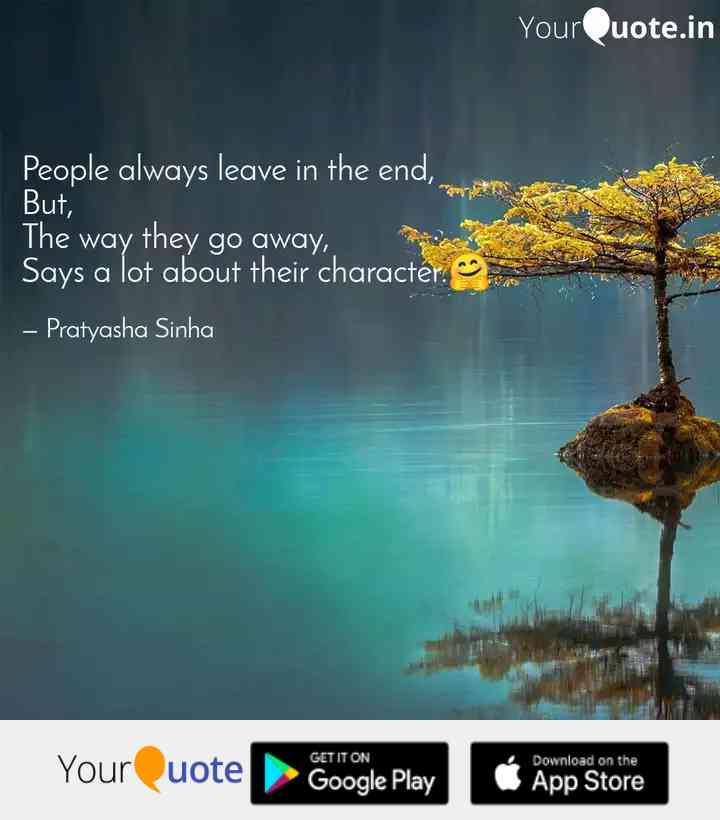 YourQuote.in
People always leave in the end,
But,
The way they go away,
Says a lot about their character.🤗
– Pratyasha Sinha
YourQuote
GET IT ON
Google Play
Download on the
App Store